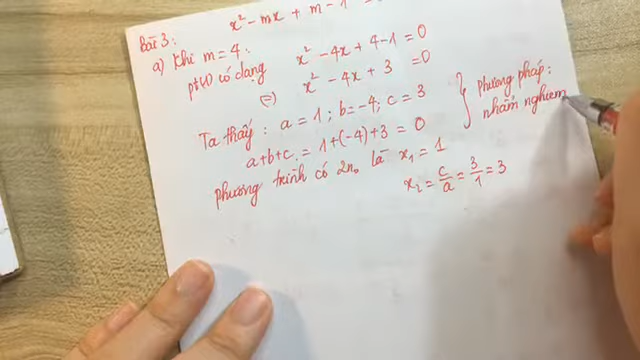 x² - mx + m - 1 =
Bài 3:
a) Khi m = 4:
pt (1) có dạng x² - 4x + 4 - 1 = 0
(=) x² - 4x + 3 = 0
Ta thấy: a = 1; b = -4; c = 3
a+b+c = 1+(-4)+3 = 0
phương trình có 2n₀ là x₁ = 1
x₂ = c/a = 3/1 = 3
phương pháp:
nhẩm nghiệm